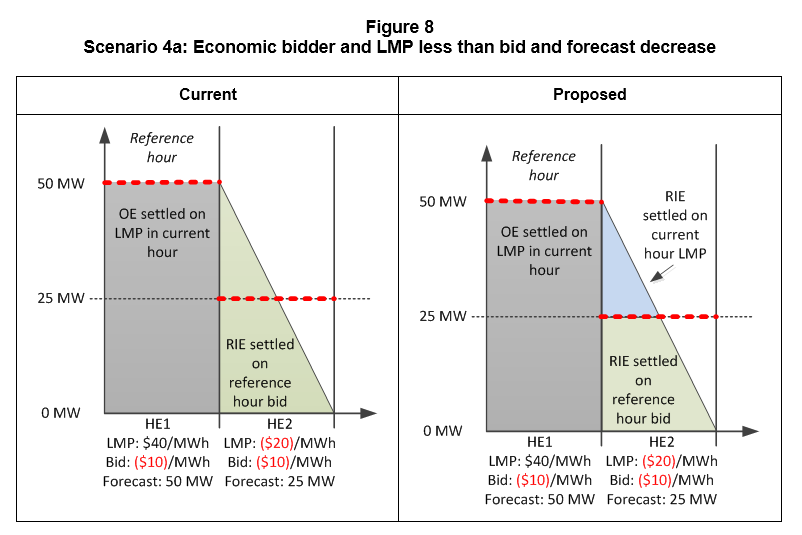 Figure 8
Scenario 4a: Economic bidder and LMP less than bid and forecast decrease
Current
Reference
hour
50 MW
OE settled on
LMP in current
hour
25 MW
RIE settled
on
reference
hour bid
0 MW
HE1
LMP: $40/MWh
Bid: ($10)/MWh
Forecast: 50 MW
HE2
LMP: ($20)/MWh
Bid: ($10)/MWh
Forecast: 25 MW
Proposed
Reference
hour
50 MW
OE settled on
LMP in current
hour
RIE
settled on
current
hour LMP
25 MW
RIE settled
on
reference
hour bid
0 MW
HE1
LMP: $40/MWh
Bid: ($10)/MWh
Forecast: 50 MW
HE2
LMP: ($20)/MWh
Bid: ($10)/MWh
Forecast: 25 MW